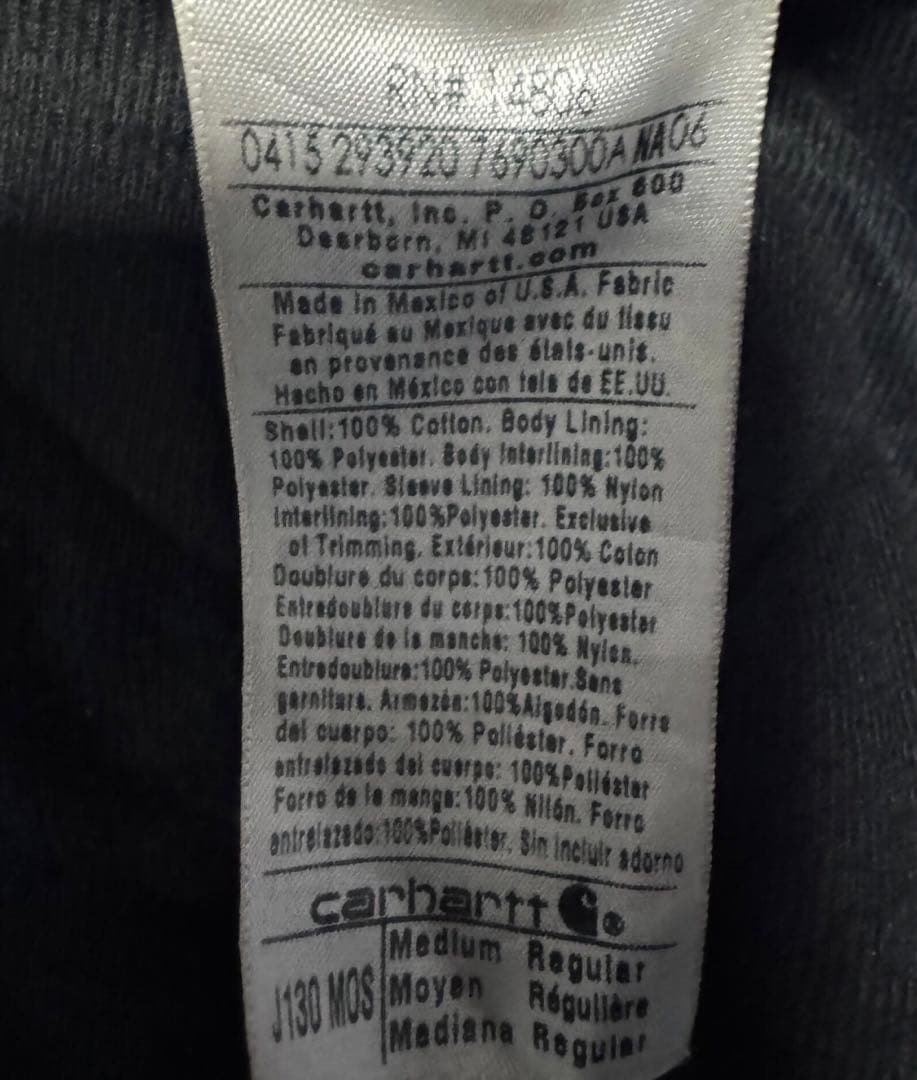 RN# 14806
0415 293920 7690300A NA06
Carhartt, Inc. P. O. Box 600
Dearborn, MI 48121 USA
carhartt.com
Made in Mexico of U.S.A. Fabric
Fabriqué au Mexique avec du tissu
en provenance des états-unis.
Hecho en México con tela de EE.UU.
Shell:100% Cotton. Body Lining:
100% Polyester. Body Interlining:100%
Polyester. Sleeve Lining: 100% Nylon
Interlining:100%Polyester. Exclusive
of Trimming. Extérieur:100% Coton
Doublure du corps:100% Polyester
Entredoublure du corps:100%Polyester
Doublure de la manche: 100% Nylon.
Entredoublure:100% Polyester.Sans
garniture. Armazón:100%Algodón. Forro
del cuerpo: 100% Poliéster. Forro
entrelazado del cuerpo: 100%Poliéster
Forro de la manga:100% Nilón. Forro
entrelazado:100%Poliéster. Sin incluir adorno
carhartt ®
J130 MOS
Medium Regular
Moyen Régulière
Mediana Regular